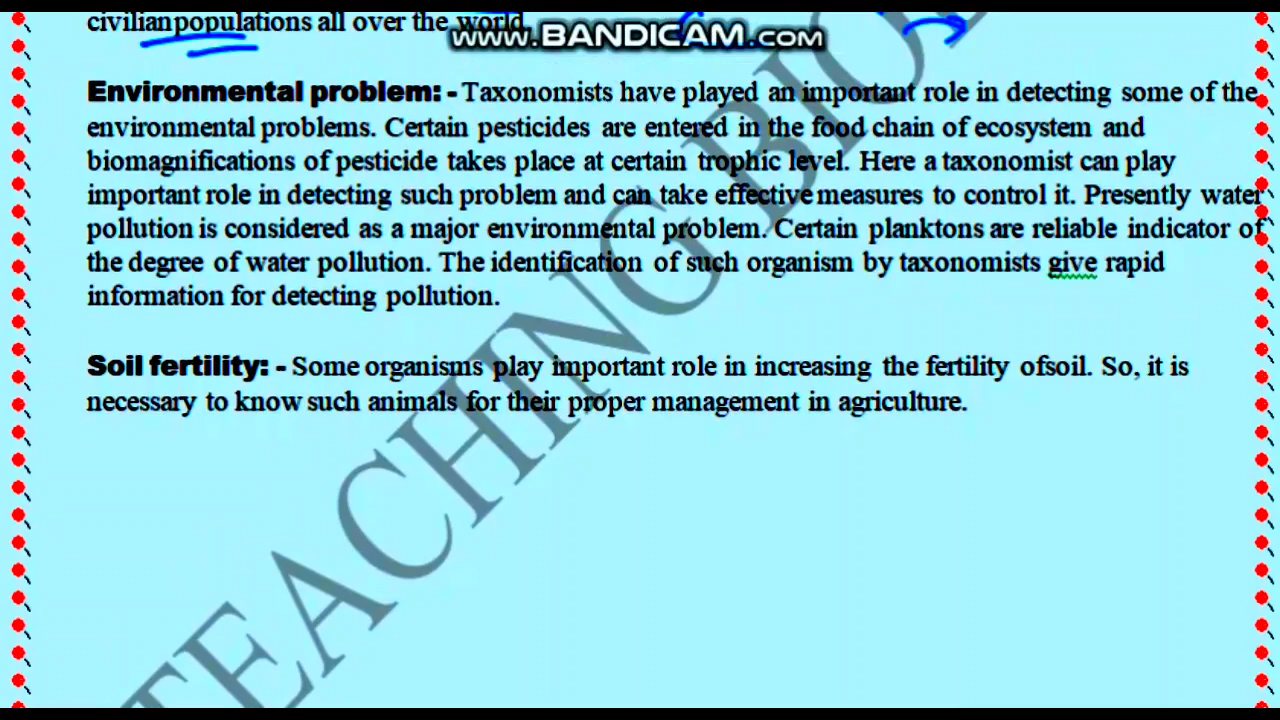 civilianpopulations all over the world.
www.BANDICAM.com
Environmental problem: - Taxonomists have played an important role in detecting some of the
environmental problems. Certain pesticides are entered in the food chain of ecosystem and
biomagnifications of pesticide takes place at certain trophic level. Here a taxonomist can play
important role in detecting such problem and can take effective measures to control it. Presently water
pollution is considered as a major environmental problem. Certain planktons are reliable indicator of
the degree of water pollution. The identification of such organism by taxonomists give rapid
information for detecting pollution.
Soil fertility: - Some organisms play important role in increasing the fertility ofsoil. So, it is
necessary to know such animals for their proper management in agriculture.
TEACHING BIO